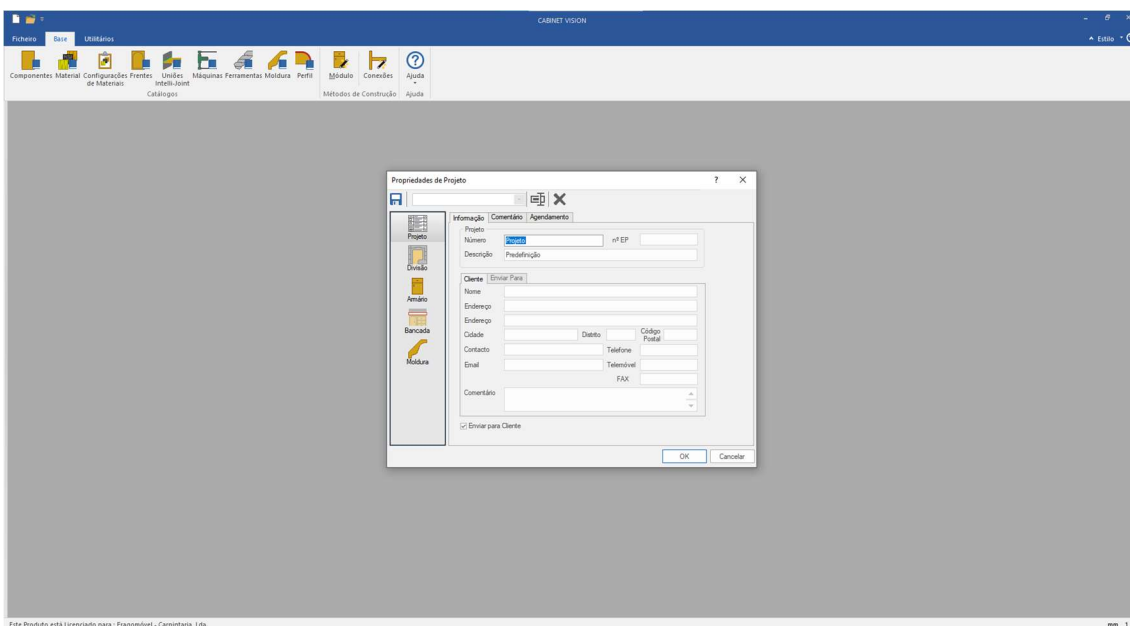 CABINET VISION
Ficheiro Base Utilitários Estilo
Componentes Material Configurações de Materiais Frentes Uniões Intelli-Joint Máquinas Ferramentas Moldura Perfil Módulo Conexões Ajuda
Catálogos Métodos de Construção Ajuda
Propriedades de Projeto ? X
Projeto
Divisão
Armário
Bancada
Moldura
Informação Comentário Agendamento
Projeto
Número Projeto nº EP
Descrição Predefinição
Cliente Enviar Para
Nome
Endereço
Endereço
Cidade Distrito Código Postal
Contacto Telefone
Email Telemóvel
FAX
Comentário
Enviar para Cliente
OK Cancelar
Este Produto está Licenciado para : Fragomóvel - Carpintaria, Lda. mm 1